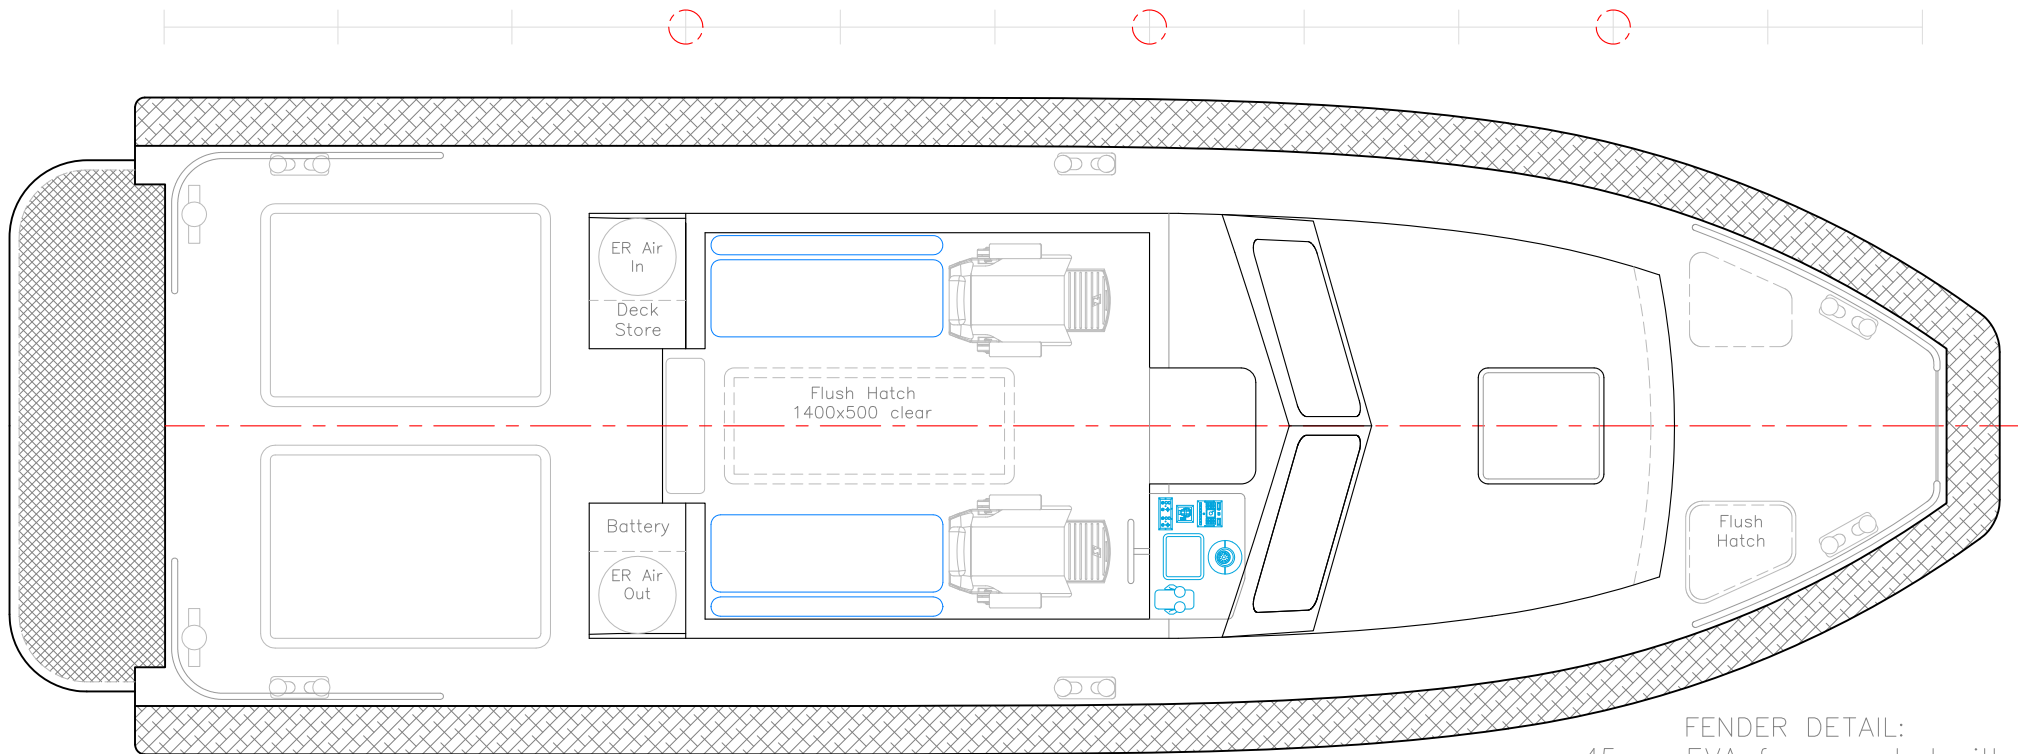 ER Air
In
Deck
Store
Flush Hatch
1400x500 clear
Battery
ER Air
Out
Flush
Hatch
FENDER DETAIL: